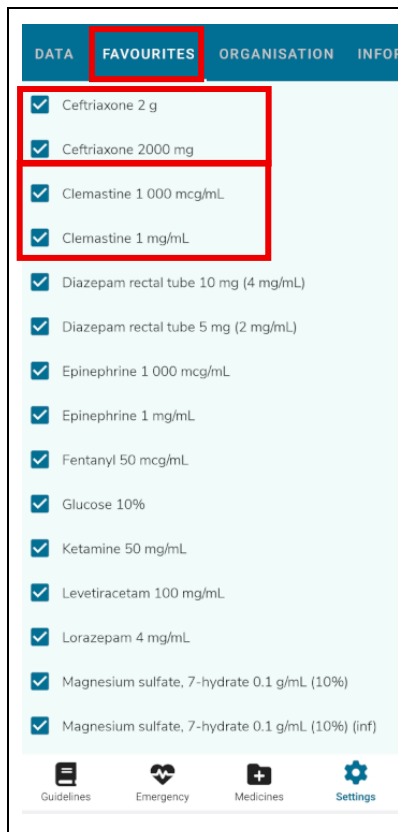 DATA FAVOURITES ORGANISATION INFOR
Ceftriaxone 2 g
Ceftriaxone 2000 mg
Clemastine 1 000 mcg/mL
Clemastine 1 mg/mL
Diazepam rectal tube 10 mg (4 mg/mL)
Diazepam rectal tube 5 mg (2 mg/mL)
Epinephrine 1 000 mcg/mL
Epinephrine 1 mg/mL
Fentanyl 50 mcg/mL
Glucose 10%
Ketamine 50 mg/mL
Levetiracetam 100 mg/mL
Lorazepam 4 mg/mL
Magnesium sulfate, 7-hydrate 0.1 g/mL (10%)
Magnesium sulfate, 7-hydrate 0.1 g/mL (10%) (inf)
Guidelines Emergency Medicines Settings